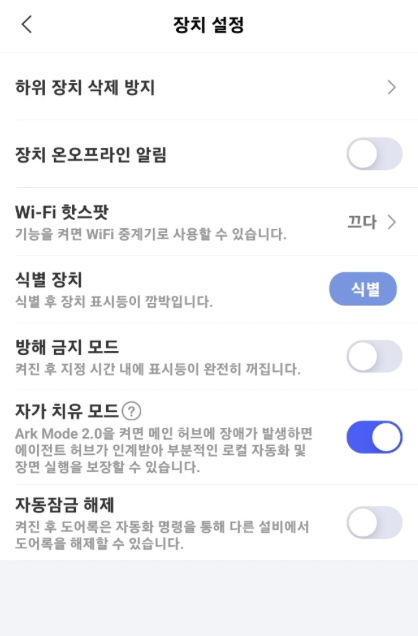 장치 설정
하위 장치 삭제 방지
장치 온오프라인 알림
Wi-Fi 핫스팟
끄다
기능을 켜면 WiFi 중계기로 사용할 수 있습니다.
식별 장치
식별
식별 후 장치 표시등이 깜박입니다.
방해 금지 모드
켜진 후 지정 시간 내에 표시등이 완전히 꺼집니다.
자가 치유 모드?
Ark Mode 2.0을 켜면 메인 허브에 장애가 발생하면
에이전트 허브가 인계받아 부분적인 로컬 자동화 및
장면 실행을 보장할 수 있습니다.
자동잠금 해제
켜진 후 도어록은 자동화 명령을 통해 다른 설비에서
도어록을 해제할 수 있습니다.